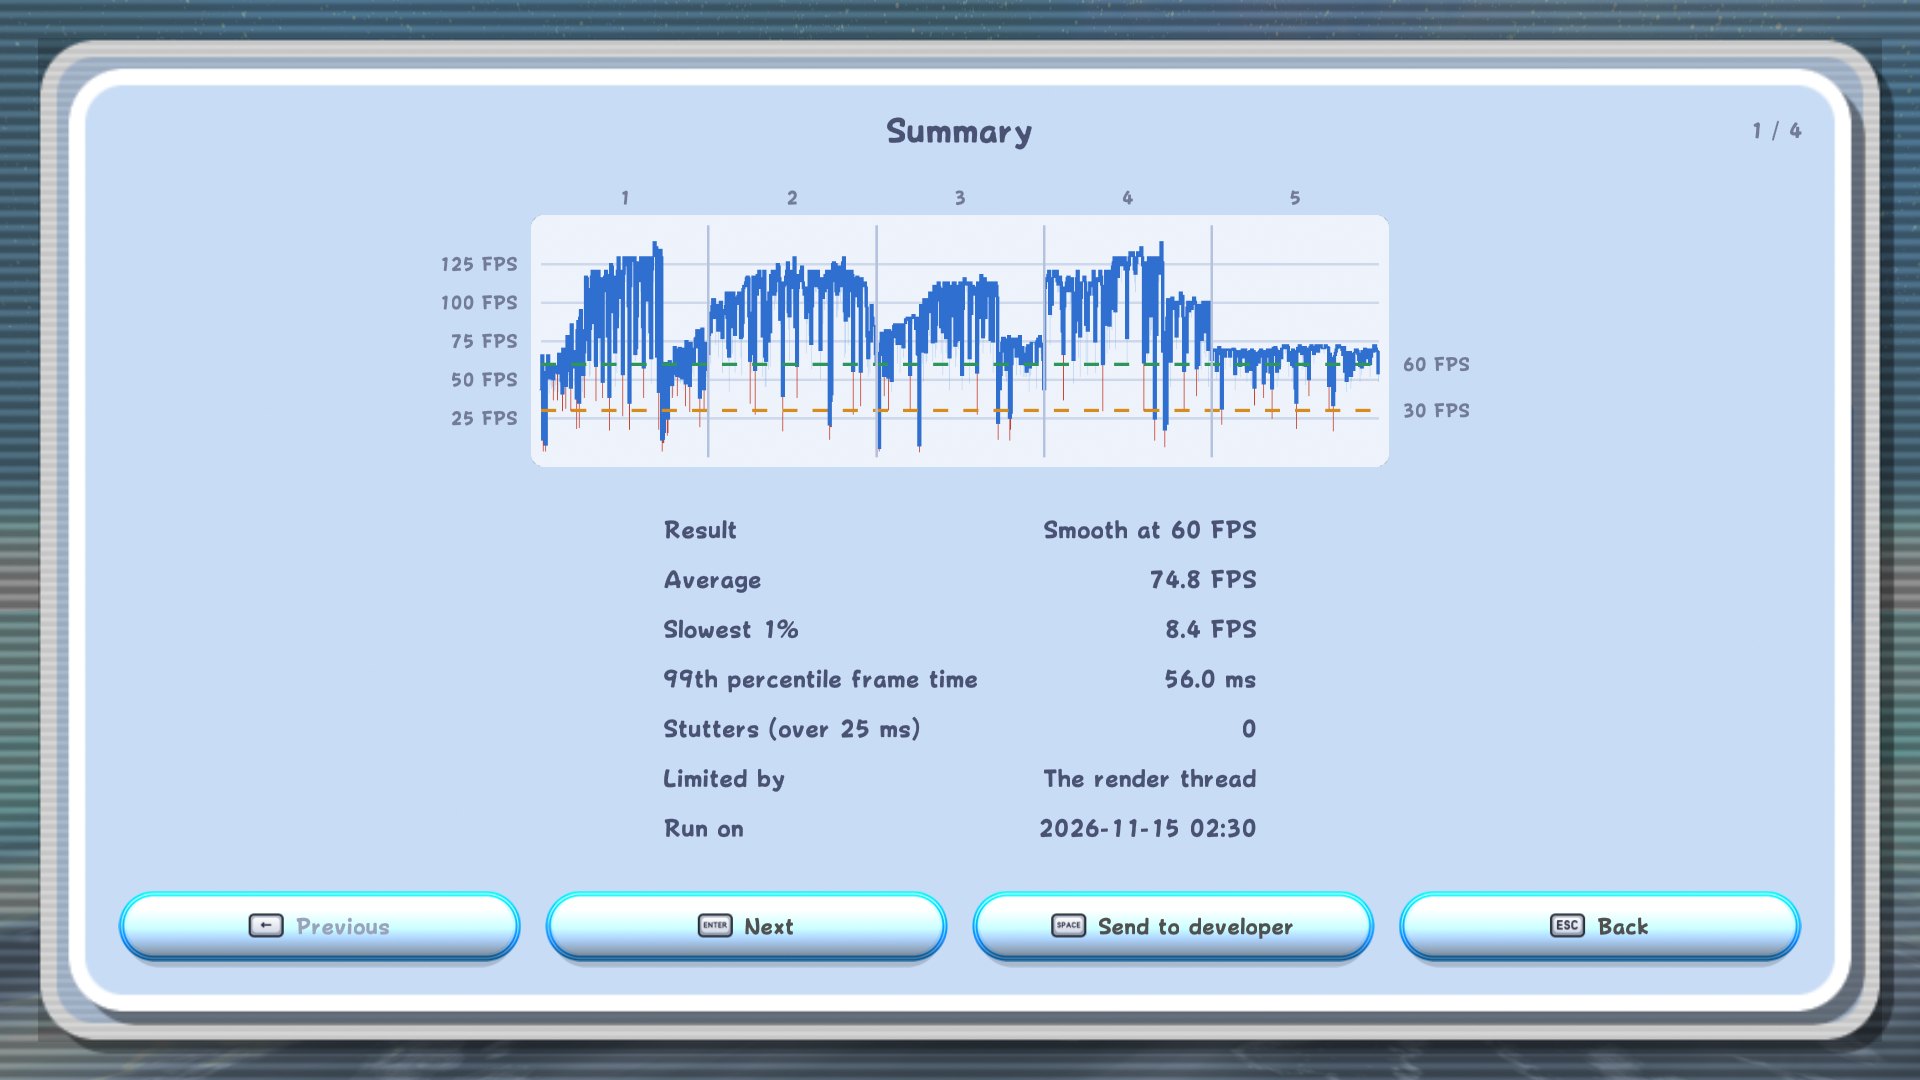 Summary
1 / 4
1 2 3 4 5
125 FPS
100 FPS
75 FPS
60 FPS
50 FPS
30 FPS
25 FPS
Result Smooth at 60 FPS
Average 74.8 FPS
Slowest 1% 8.4 FPS
99th percentile frame time 56.0 ms
Stutters (over 25 ms) 0
Limited by The render thread
Run on 2026-11-15 02:30
← Previous
ENTER Next
SPACE Send to developer
ESC Back